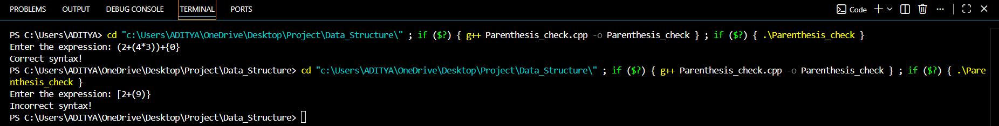 PROBLEMS OUTPUT DEBUG CONSOLE TERMINAL PORTS Code
PS C:\Users\ADITYA> cd "c:\Users\ADITYA\OneDrive\Desktop\Project\Data_Structure\" ; if ($?) { g++ Parenthesis_check.cpp -o Parenthesis_check } ; if ($?) { .\Parenthesis_check }
Enter the expression: (2+(4*3))+{0}
Correct syntax!
PS C:\Users\ADITYA\OneDrive\Desktop\Project\Data_Structure> cd "c:\Users\ADITYA\OneDrive\Desktop\Project\Data_Structure\" ; if ($?) { g++ Parenthesis_check.cpp -o Parenthesis_check } ; if ($?) { .\Pare
nthesis_check }
Enter the expression: [2+(9)}
Incorrect syntax!
PS C:\Users\ADITYA\OneDrive\Desktop\Project\Data_Structure>